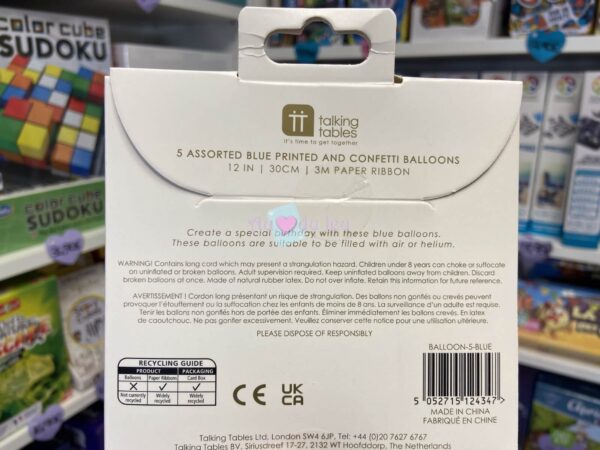 color cube
SUDOKU
COLOR CUBE
SUDOKU
talking
tables
it's time to get together
5 ASSORTED BLUE PRINTED AND CONFETTI BALLOONS
12 IN | 30CM | 3M PAPER RIBBON
Create a special birthday with these blue balloons.
These balloons are suitable to be filled with air or helium.
WARNING! Contains long cord which may present a strangulation hazard. Children under 8 years can choke or suffocate
on uninflated or broken balloons. Adult supervision required. Keep uninflated balloons away from children. Discard
broken balloons at once. Made of natural rubber latex. Do not over inflate. Retain this information for future reference.
AVERTISSEMENT ! Cordon long présentant un risque de strangulation. Des ballons non gonflés ou crevés peuvent
provoquer l'étouffement ou la suffocation chez les enfants de moins de 8 ans. La surveillance d'un adulte est requise.
Tenir les ballons non gonflés hors de portée des enfants. Éliminer immédiatement les ballons crevés. En latex
de caoutchouc. Ne pas gonfler excessivement. Veuillez conserver cette notice pour une utilisation ultérieure.
PLEASE DISPOSE OF RESPONSIBLY
RECYCLING GUIDE
PRODUCT PACKAGING
Balloons Paper Ribbons Card Box
Not currently recycled Widely recycled Widely recycled
CE UK CA
BALLOON-5-BLUE
5 052715 124347 >
MADE IN CHINA
FABRIQUÉ EN CHINE
Talking Tables Ltd, London SW4 6JP, Tel: +44 (0)20 7627 6767
Talking Tables BV, Siriusdreef 17-27, 2132 WT Hoofddorp, The Netherlands